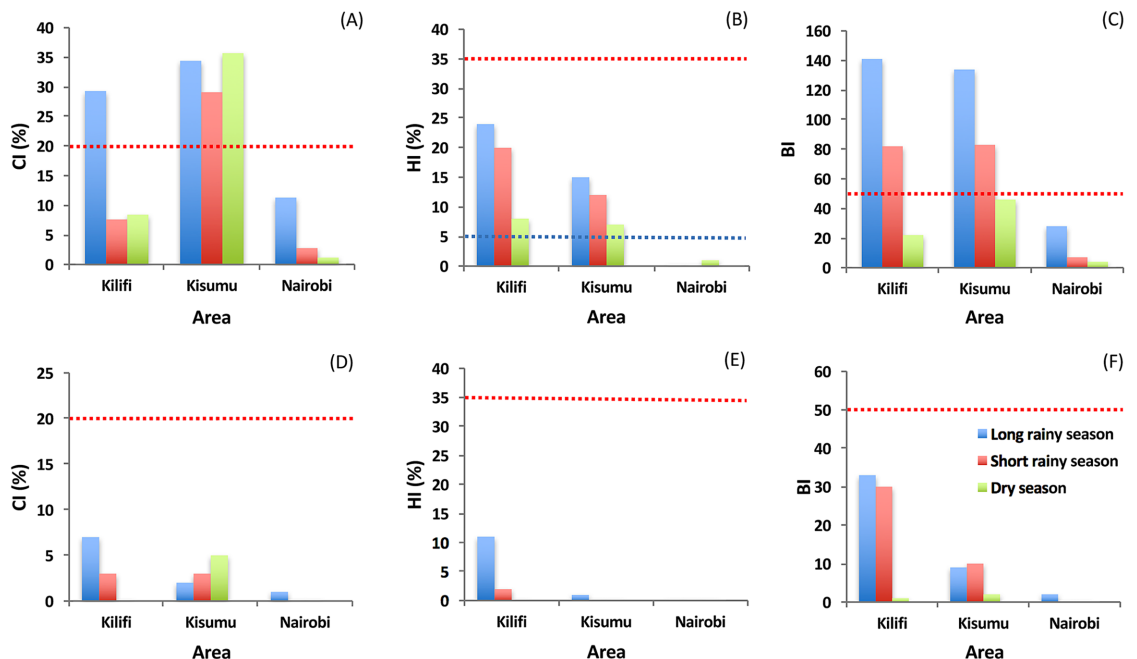 (A)
CI (%)
40
35
30
25
20
15
10
5
0
Kilifi Kisumu Nairobi
Area
(B)
HI (%)
40
35
30
25
20
15
10
5
0
Kilifi Kisumu Nairobi
Area
(C)
BI
160
140
120
100
80
60
40
20
0
Kilifi Kisumu Nairobi
Area
(D)
CI (%)
25
20
15
10
5
0
Kilifi Kisumu Nairobi
Area
(E)
HI (%)
40
35
30
25
20
15
10
5
0
Kilifi Kisumu Nairobi
Area
(F)
BI
60
50
40
30
20
10
0
Long rainy season
Short rainy season
Dry season
Kilifi Kisumu Nairobi
Area